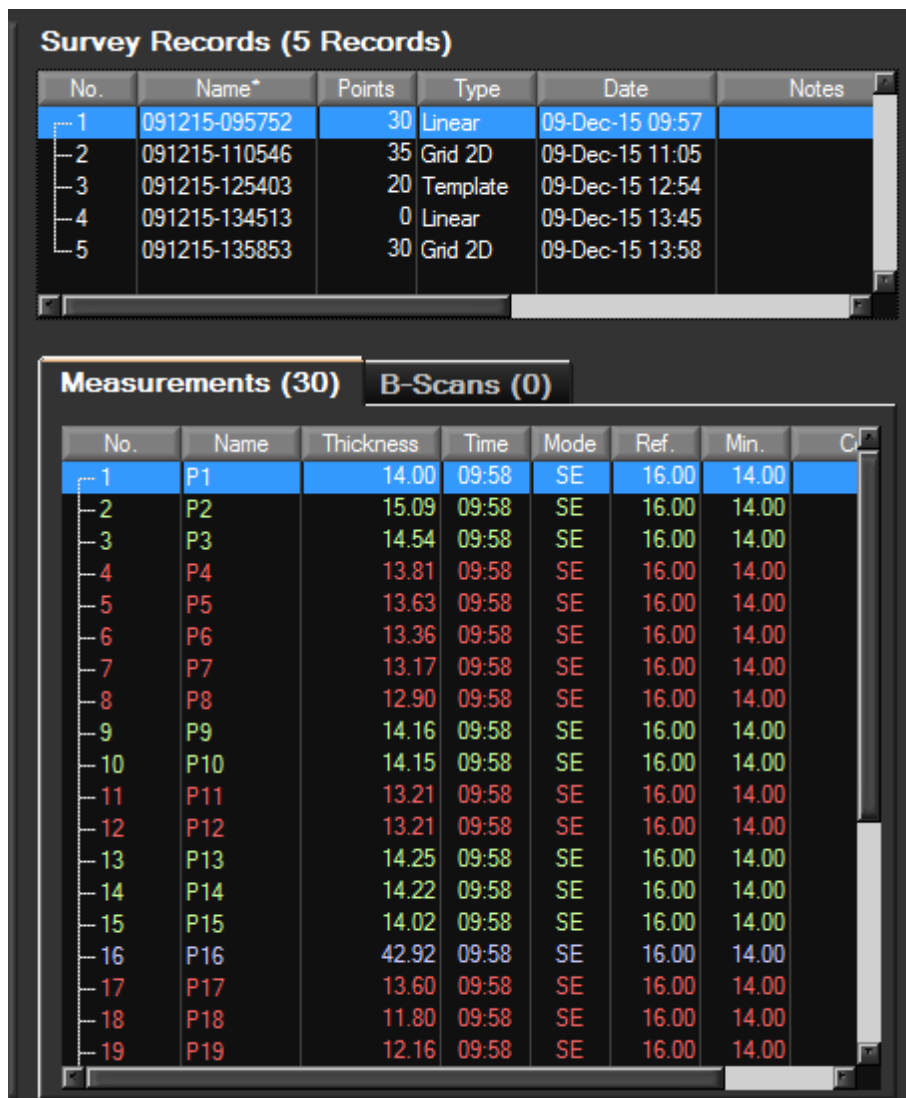 Survey Records (5 Records)
No. Name* Points Type Date Notes
1 091215-095752 30 Linear 09-Dec-15 09:57
2 091215-110546 35 Grid 2D 09-Dec-15 11:05
3 091215-125403 20 Template 09-Dec-15 12:54
4 091215-134513 0 Linear 09-Dec-15 13:45
5 091215-135853 30 Grid 2D 09-Dec-15 13:58
Measurements (30) B-Scans (0)
No. Name Thickness Time Mode Ref. Min.
1 P1 14.00 09:58 SE 16.00 14.00
2 P2 15.09 09:58 SE 16.00 14.00
3 P3 14.54 09:58 SE 16.00 14.00
4 P4 13.81 09:58 SE 16.00 14.00
5 P5 13.63 09:58 SE 16.00 14.00
6 P6 13.36 09:58 SE 16.00 14.00
7 P7 13.17 09:58 SE 16.00 14.00
8 P8 12.90 09:58 SE 16.00 14.00
9 P9 14.16 09:58 SE 16.00 14.00
10 P10 14.15 09:58 SE 16.00 14.00
11 P11 13.21 09:58 SE 16.00 14.00
12 P12 13.21 09:58 SE 16.00 14.00
13 P13 14.25 09:58 SE 16.00 14.00
14 P14 14.22 09:58 SE 16.00 14.00
15 P15 14.02 09:58 SE 16.00 14.00
16 P16 42.92 09:58 SE 16.00 14.00
17 P17 13.60 09:58 SE 16.00 14.00
18 P18 11.80 09:58 SE 16.00 14.00
19 P19 12.16 09:58 SE 16.00 14.00